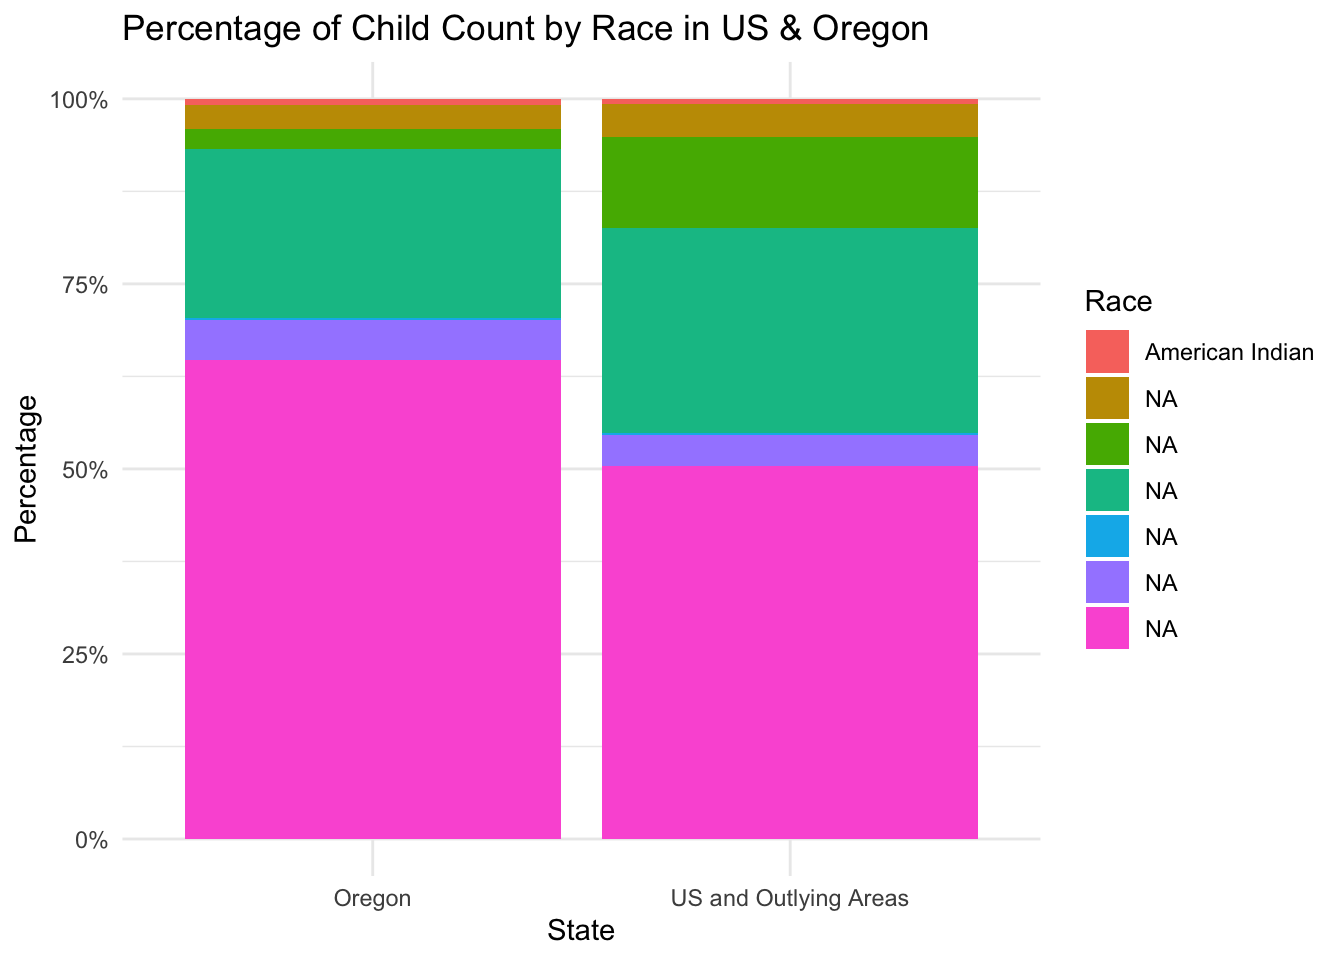 Percentage of Child Count by Race in US & Oregon
100%
75%
50%
25%
0%
Percentage
Oregon
US and Outlying Areas
State
Race
American Indian
NA
NA
NA
NA
NA
NA